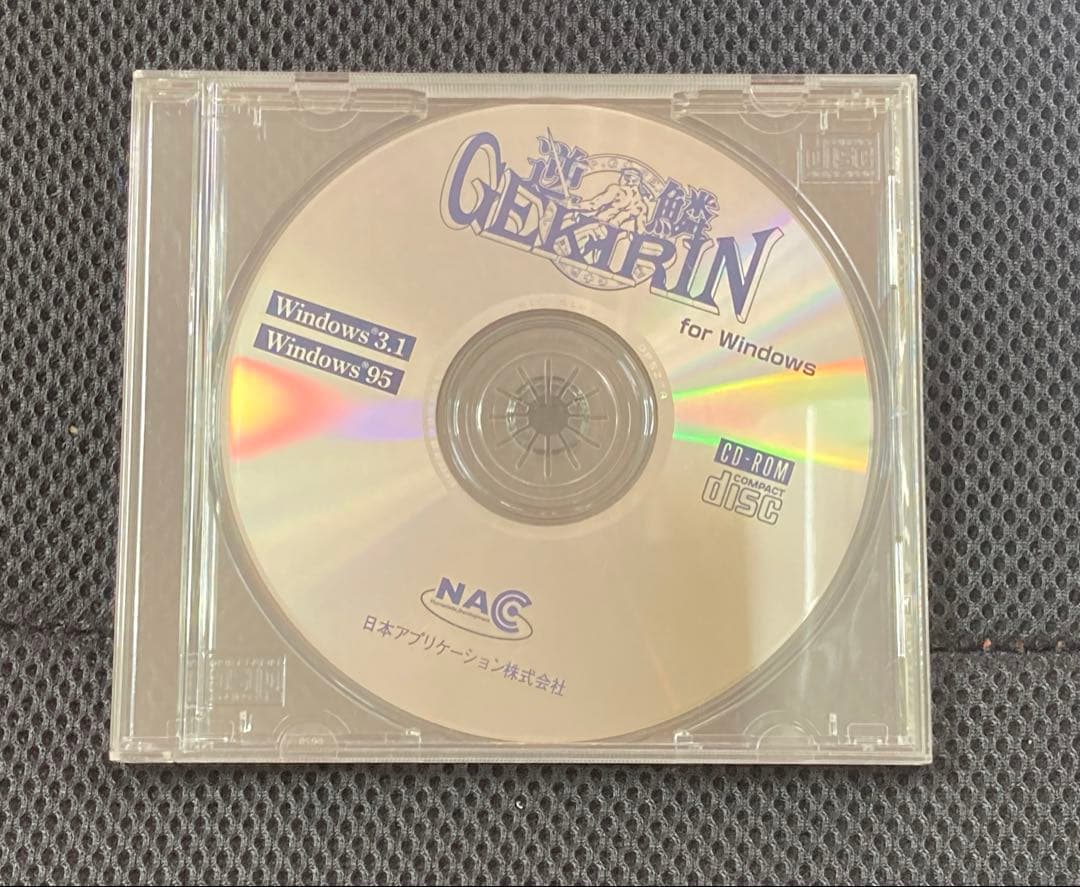 逆鱗
GEKIRIN
for Windows
Windows®3.1
Windows®95
CD-ROM
COMPACT
disc
NAC
日本アプリケーション株式会社
disc